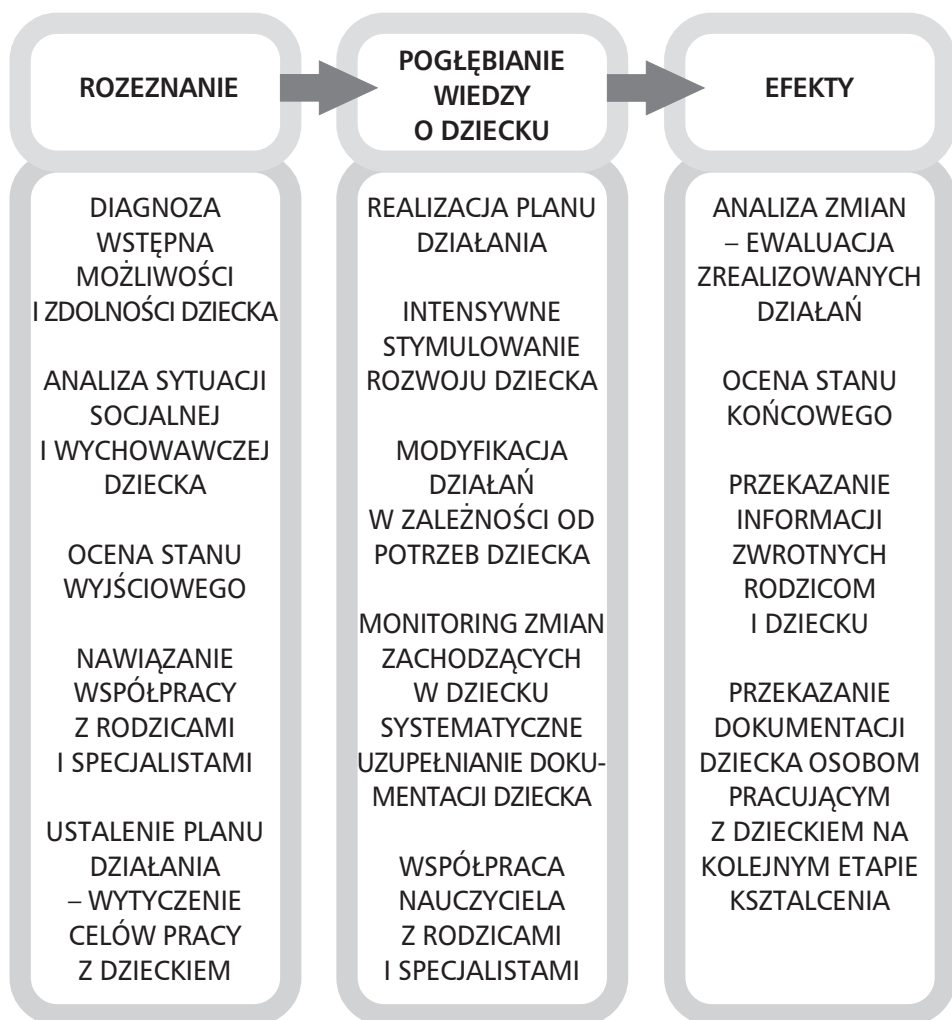 ROZEZNANIE
POGŁĘBIANIE
WIEDZY
O DZIECKU
EFEKTY
DIAGNOZA
WSTĘPNA
MOŻLIWOŚCI
I ZDOLNOŚCI DZIECKA
ANALIZA SYTUACJI
SOCJALNEJ
I WYCHOWAWCZEJ
DZIECKA
OCENA STANU
WYJŚCIOWEGO
NAWIĄZANIE
WSPÓŁPRACY
Z RODZICAMI
I SPECJALISTAMI
USTALENIE PLANU
DZIAŁANIA
– WYTYCZENIE
CELÓW PRACY
Z DZIECKIEM
REALIZACJA PLANU
DZIAŁANIA
INTENSYWNE
STYMULOWANIE
ROZWOJU DZIECKA
MODYFIKACJA
DZIAŁAŃ
W ZALEŻNOŚCI OD
POTRZEB DZIECKA
MONITORING ZMIAN
ZACHODZĄCYCH
W DZIECKU
SYSTEMATYCZNE
UZUPEŁNIANIE DOKU-
MENTACJI DZIECKA
WSPÓŁPRACA
NAUCZYCIELA
Z RODZICAMI
I SPECJALISTAMI
ANALIZA ZMIAN
– EWALUACJA
ZREALIZOWANYCH
DZIAŁAŃ
OCENA STANU
KOŃCOWEGO
PRZEKAZANIE
INFORMACJI
ZWROTNYCH
RODZICOM
I DZIECKU
PRZEKAZANIE
DOKUMENTACJI
DZIECKA OSOBOM
PRACUJĄCYM
Z DZIECKIEM NA
KOLEJNYM ETAPIE
KSZTALCENIA